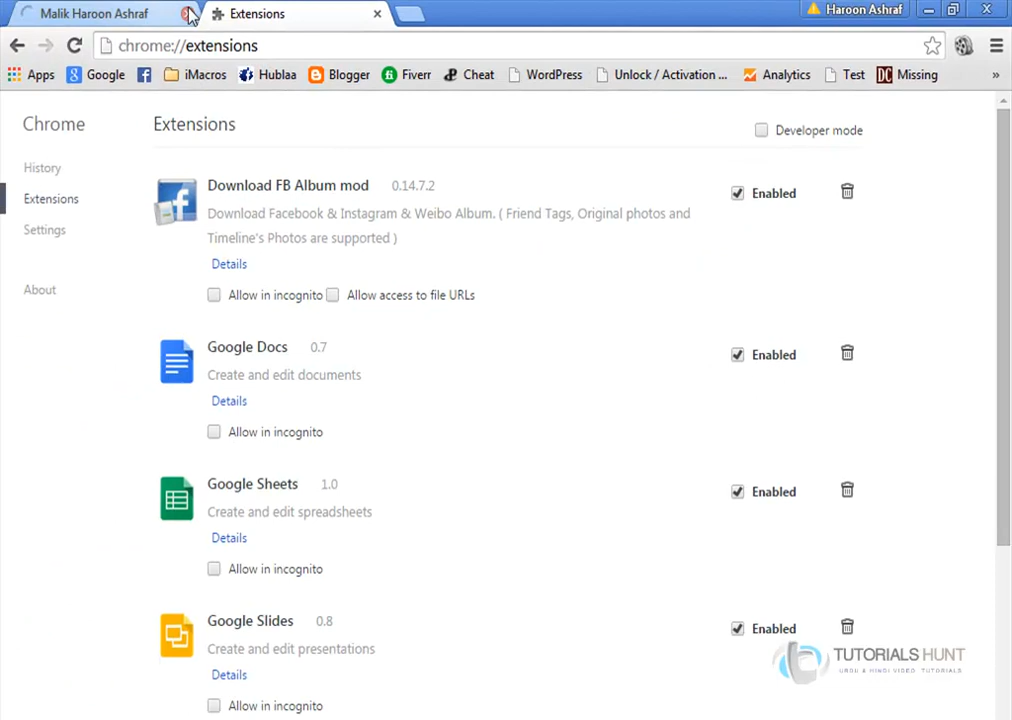 Malik Haroon Ashraf
Extensions
Haroon Ashraf
chrome://extensions
Apps Google iMacros Hublaa Blogger Fiverr Cheat WordPress Unlock / Activation ... Analytics Test DC Missing »
Chrome
Extensions
Developer mode
History
Extensions
Settings
About
Download FB Album mod 0.14.7.2
Enabled
Download Facebook & Instagram & Weibo Album. ( Friend Tags, Original photos and
Timeline's Photos are supported )
Details
Allow in incognito Allow access to file URLs
Google Docs 0.7
Enabled
Create and edit documents
Details
Allow in incognito
Google Sheets 1.0
Enabled
Create and edit spreadsheets
Details
Allow in incognito
Google Slides 0.8
Enabled
Create and edit presentations
Details
Allow in incognito
TUTORIALS HUNT
URDU & HINDI VIDEO TUTORIALS